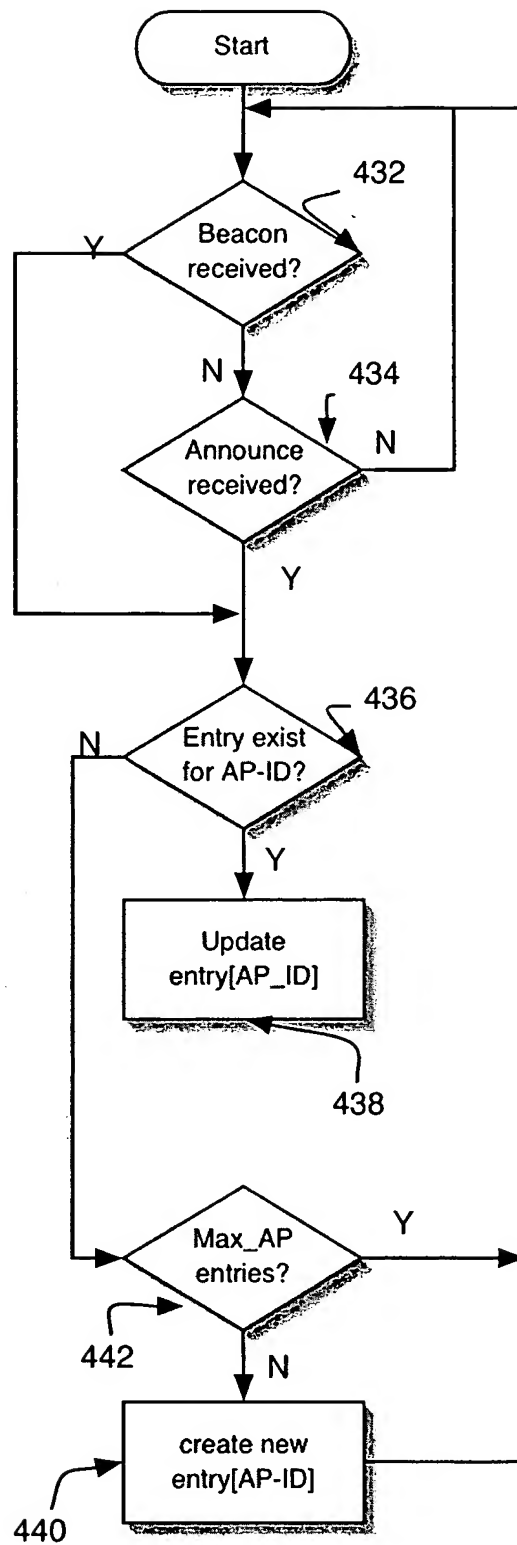 Start
432
Y
Beacon
received?
N
434
Announce
received?
N
Y
436
N
Entry exist
for AP-ID?
Y
Update
entry[AP_ID]
438
Max_AP
entries?
Y
442
N
create new
entry[AP-ID]
440